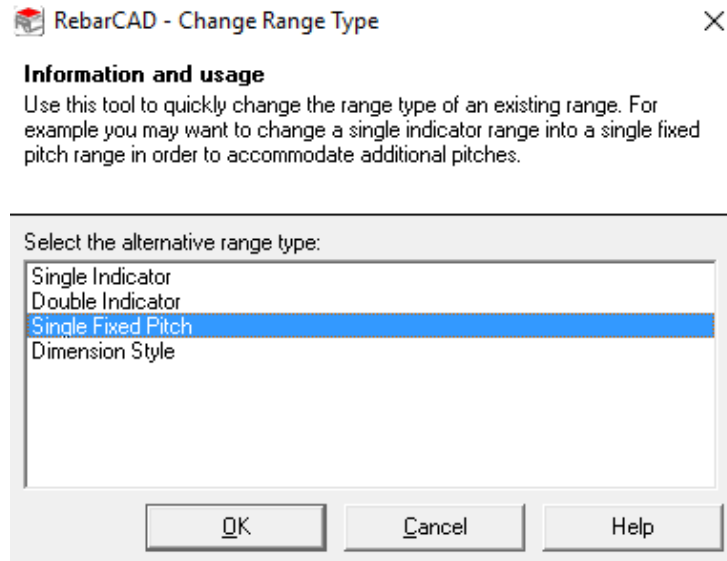 RebarCAD - Change Range Type
Information and usage
Use this tool to quickly change the range type of an existing range. For
example you may want to change a single indicator range into a single fixed
pitch range in order to accommodate additional pitches.
Select the alternative range type:
Single Indicator
Double Indicator
Single Fixed Pitch
Dimension Style
OK Cancel Help